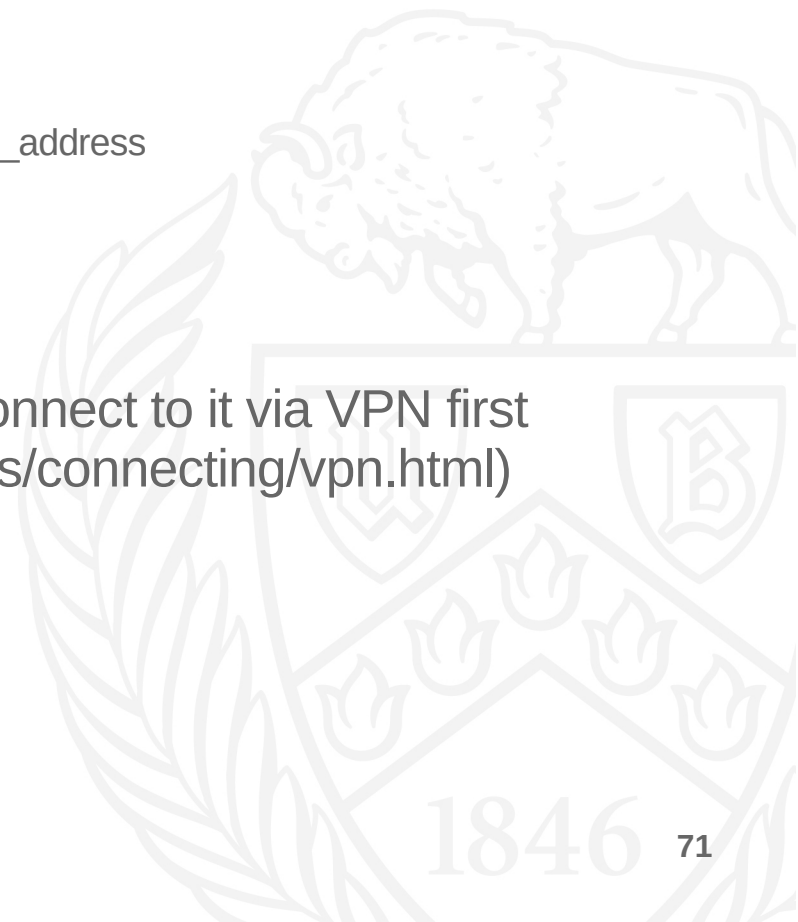 _address
onnect to it via VPN first
s/connecting/vpn.html)
U B
1846
71